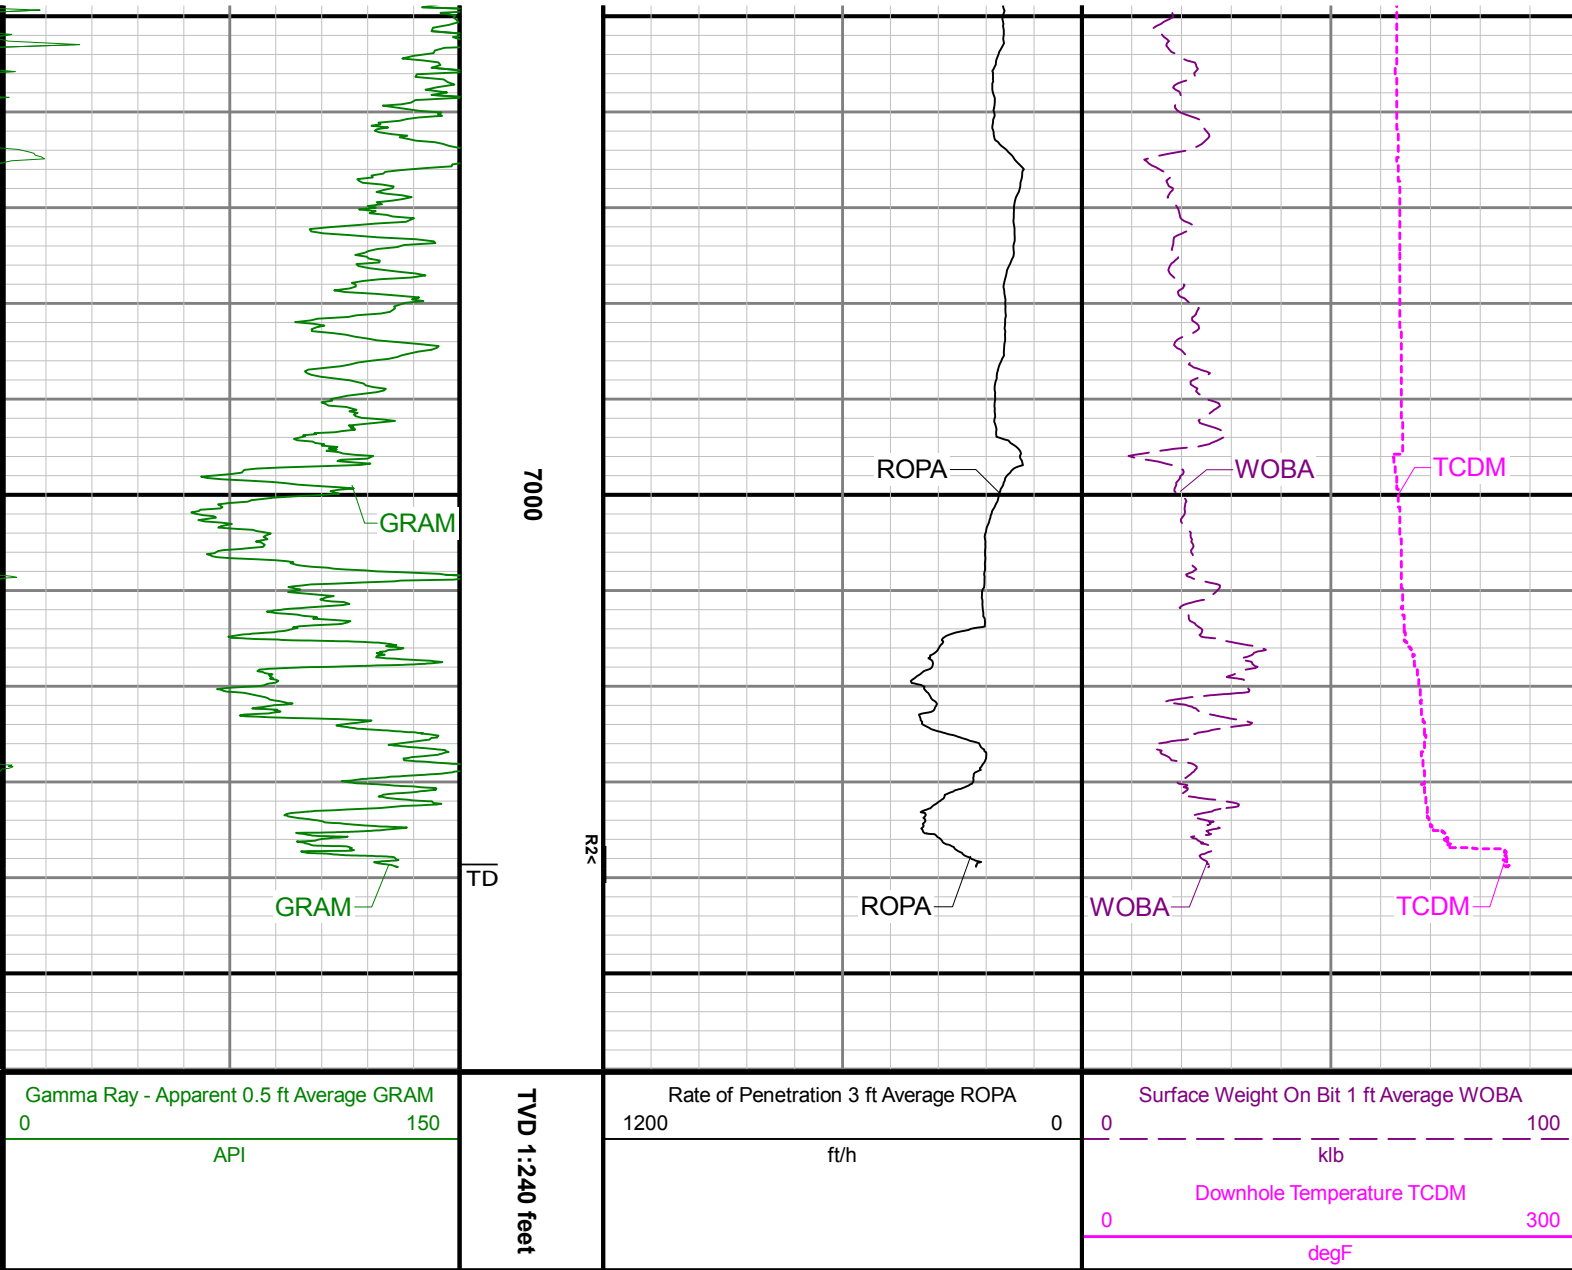 7000
ROPA
WOBA
TCDM
GRAM
R2<
TD
GRAM
ROPA
WOBA
TCDM
Gamma Ray - Apparent 0.5 ft Average GRAM
0 150
API
TVD 1:240 feet
Rate of Penetration 3 ft Average ROPA
1200 0
ft/h
Surface Weight On Bit 1 ft Average WOBA
0 100
klb
Downhole Temperature TCDM
0 300
degF